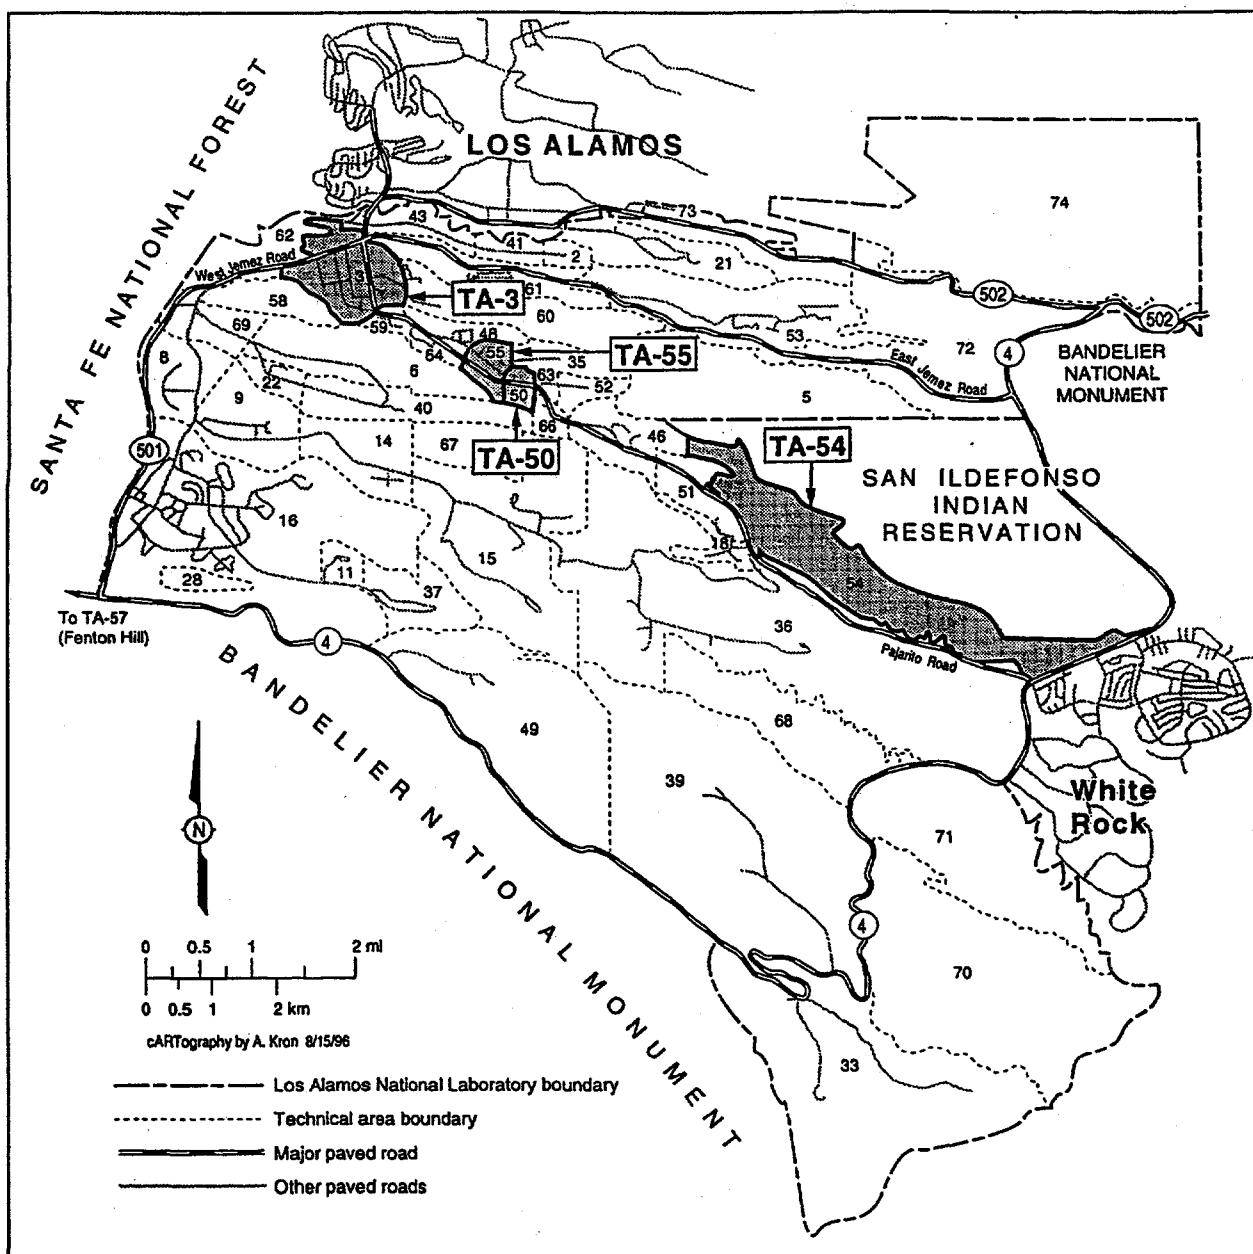 LOS ALAMOS
SANTA FE NATIONAL FOREST
74
73
43
62
41
2
21
West Jemez Road
3
TA-3
61
502
502
58
60
53
72
4
59
69
48
55
TA-55
35
64
8
6
63
East Jemez Road
BANDELIER
NATIONAL
MONUMENT
22
52
9
50
5
40
66
501
14
67
46
TA-50
TA-54
SAN ILDEFONSO
INDIAN
RESERVATION
51
16
18
15
28
11
54
37
To TA-57
(Fenton Hill)
36
4
Pajarito Road
BANDELIER NATIONAL MONUMENT
49
68
39
White
Rock
71
N
4
0 0.5 1 2 mi
70
0 0.5 1 2 km
cARTography by A. Kron 8/15/96
33
Los Alamos National Laboratory boundary
Technical area boundary
Major paved road
Other paved roads